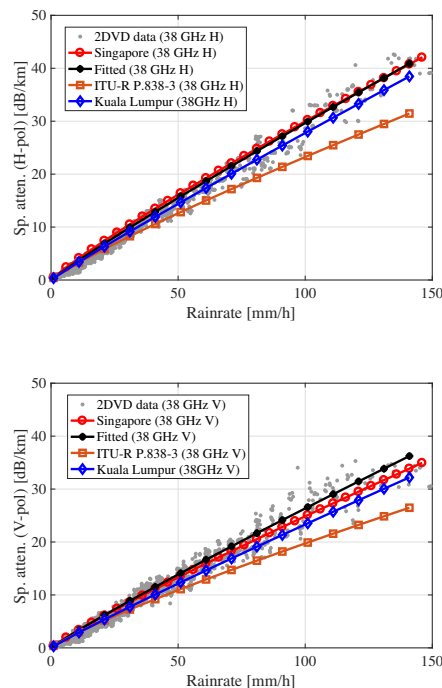 50
40
30
20
10
0
Sp. atten. (H-pol) [dB/km]
2DVD data (38 GHz H)
Singapore (38 GHz H)
Fitted (38 GHz H)
ITU-R P.838-3 (38 GHz H)
Kuala Lumpur (38GHz H)
0 50 100 150
Rainrate [mm/h]
50
40
30
20
10
0
Sp. atten. (V-pol) [dB/km]
2DVD data (38 GHz V)
Singapore (38 GHz V)
Fitted (38 GHz V)
ITU-R P.838-3 (38 GHz V)
Kuala Lumpur (38GHz V)
0 50 100 150
Rainrate [mm/h]